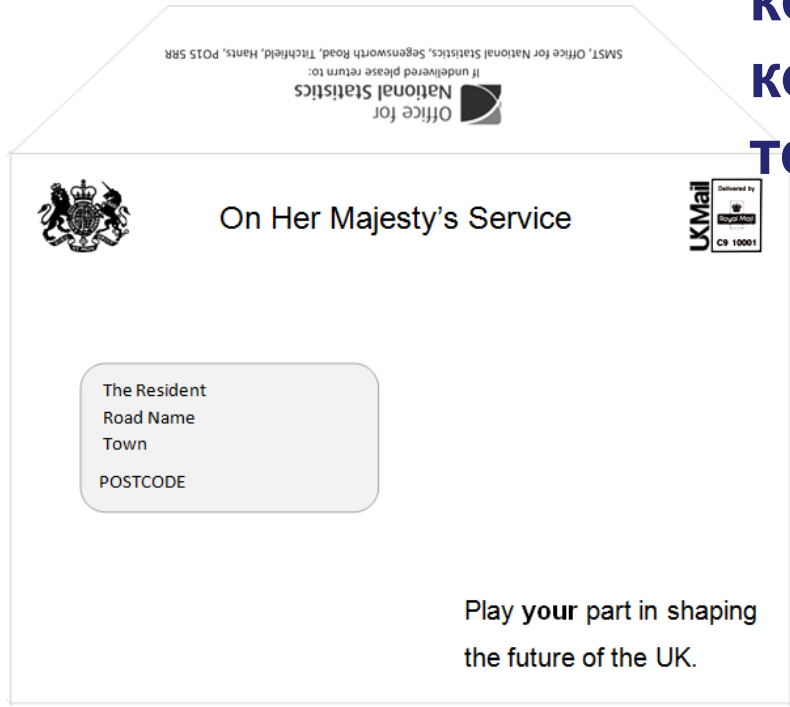 SMST, Office for National Statistics, Segensworth Road, Titchfield, Hants, PO15 5RR
If undelivered please return to:
Office for
National Statistics
On Her Majesty's Service
UKMail
Delivered by
Royal Mail
C9 10001
The Resident
Road Name
Town
POSTCODE
Play your part in shaping
the future of the UK.